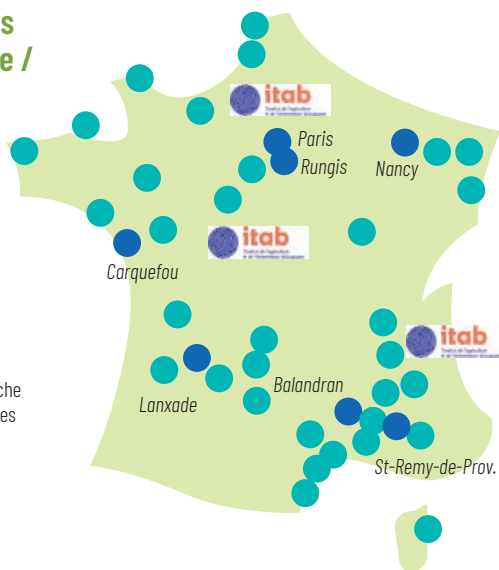 s
e /
itab
Paris
Rungis
Nancy
itab
Carquefou
itab
Balandran
che
es
Lanxade
St-Remy-de-Prov.